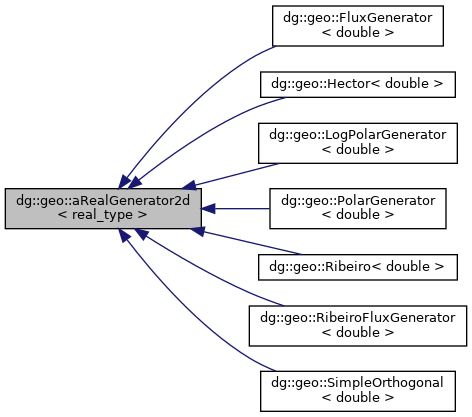 dg::geo::FluxGenerator
< double >
dg::geo::Hector< double >
dg::geo::LogPolarGenerator
< double >
dg::geo::aRealGenerator2d
< real_type >
dg::geo::PolarGenerator
< double >
dg::geo::Ribeiro< double >
dg::geo::RibeiroFluxGenerator
< double >
dg::geo::SimpleOrthogonal
< double >